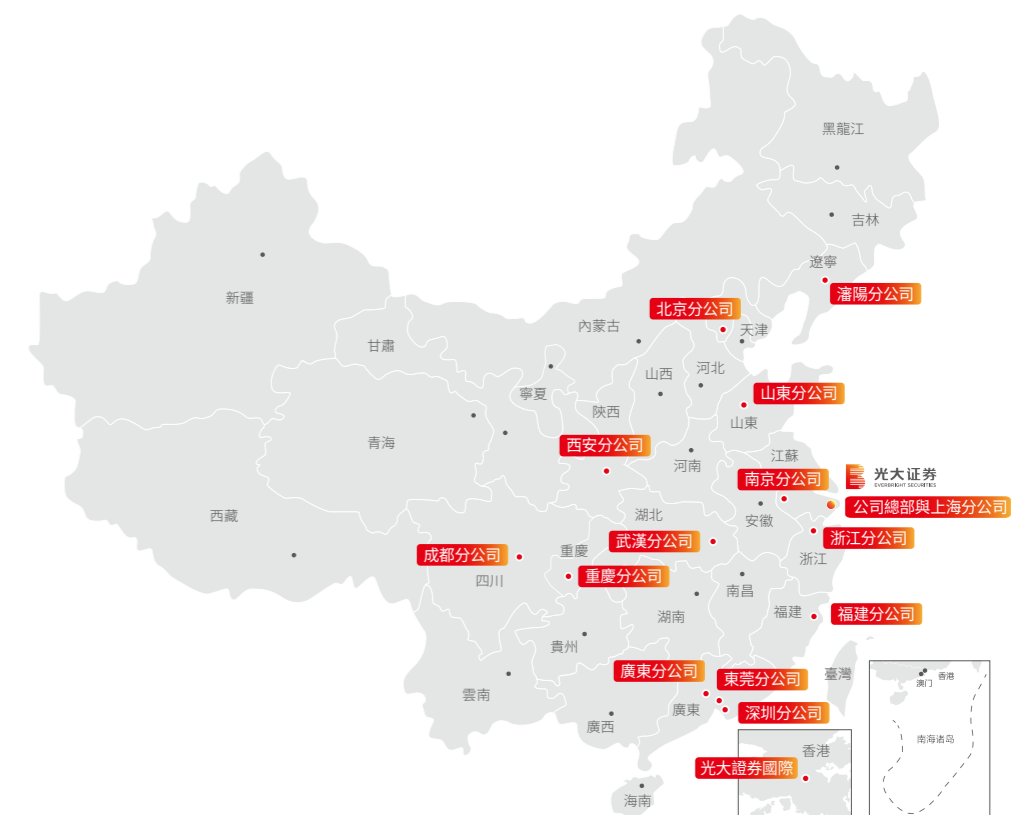 黑龍江
吉林
遼寧
瀋陽分公司
新疆
北京分公司
內蒙古
天津
甘肅
山西
河北
寧夏
山東分公司
陝西
山東
青海
西安分公司
江蘇
河南
光大证券
EVERBRIGHT SECURITIES
南京分公司
公司總部與上海分公司
西藏
湖北
安徽
武漢分公司
浙江分公司
成都分公司
重慶
浙江
四川
重慶分公司
南昌
湖南
福建
福建分公司
貴州
廣東分公司
臺灣
東莞分公司
香港
澳门
雲南
廣東
深圳分公司
廣西
南海诸岛
香港
光大證券國際
海南